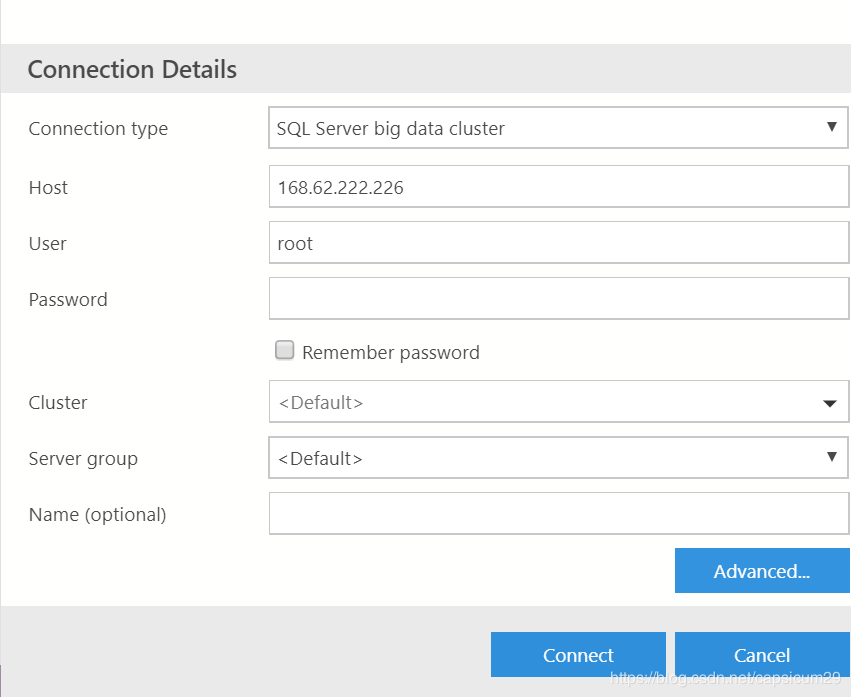 Connection Details
Connection type SQL Server big data cluster
Host 168.62.222.226
User root
Password
Remember password
Cluster <Default>
Server group <Default>
Name (optional)
Advanced...
Connect Cancel
https://blog.csdn.net/capsicum29